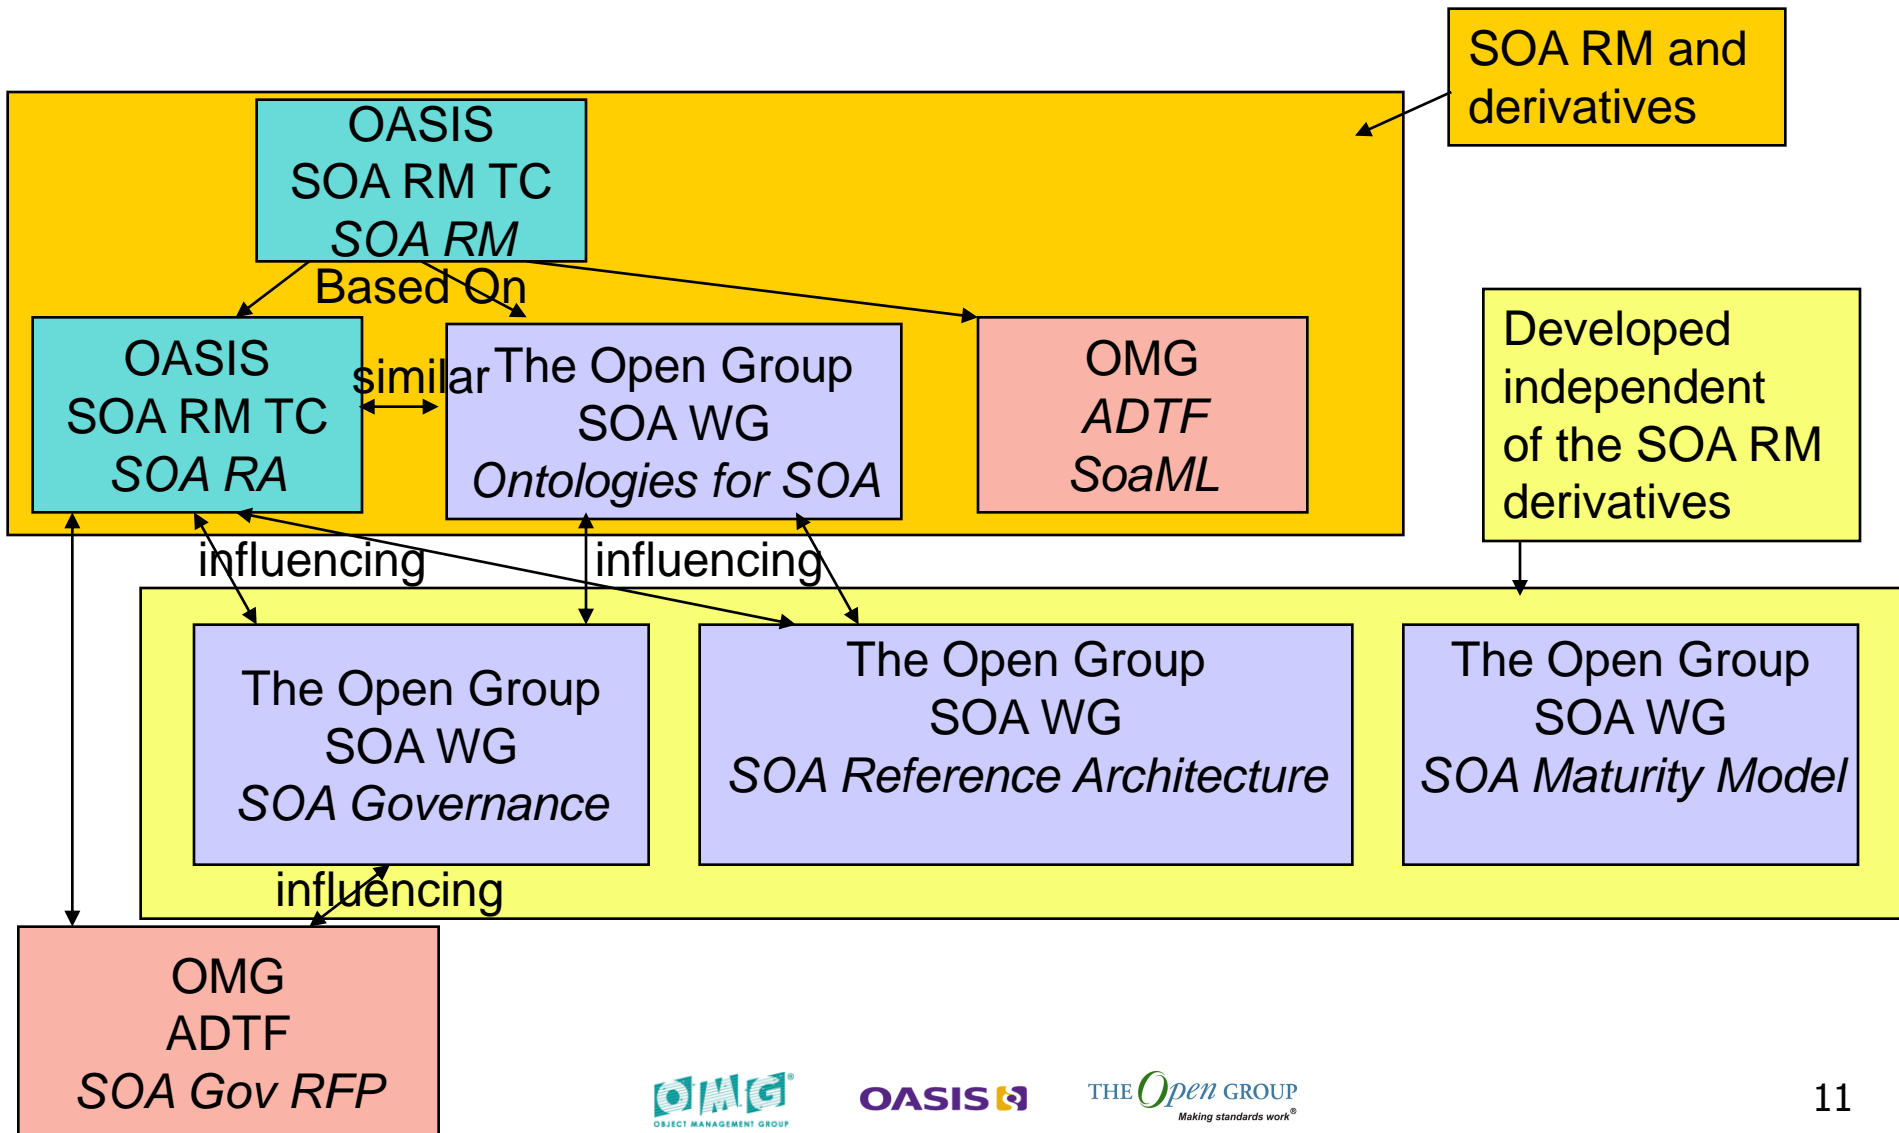 SOA RM and
derivatives
OASIS
SOA RM TC
SOA RM
Based On
OASIS
SOA RM TC
SOA RA
similar
The Open Group
SOA WG
Ontologies for SOA
OMG
ADTF
SoaML
Developed
independent
of the SOA RM
derivatives
influencing
influencing
The Open Group
SOA WG
SOA Governance
The Open Group
SOA WG
SOA Reference Architecture
The Open Group
SOA WG
SOA Maturity Model
influencing
OMG
ADTF
SOA Gov RFP
OMG®
OBJECT MANAGEMENT GROUP
OASIS
THE Open GROUP
Making standards work®
11